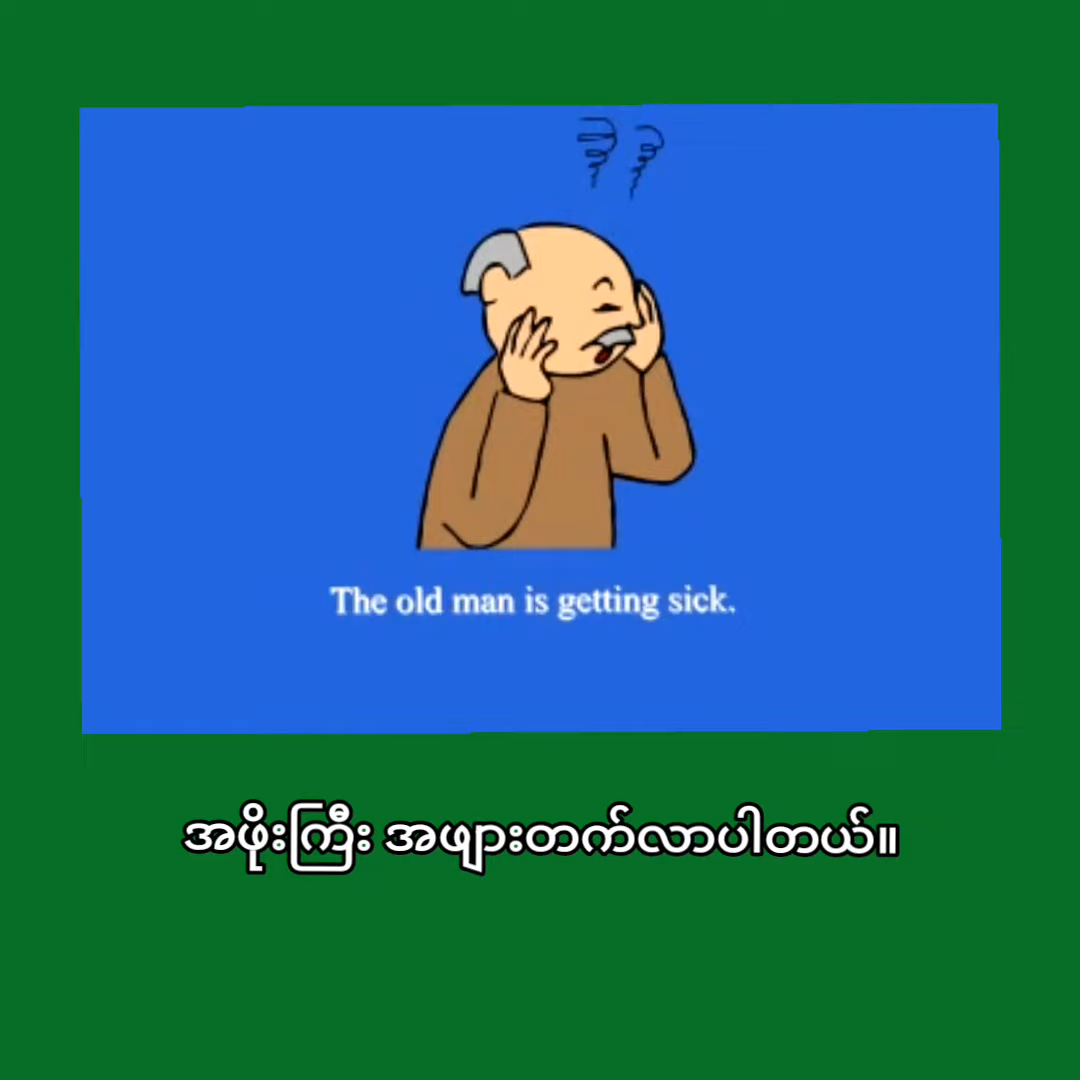 The old man is getting sick.
အဖိုးကြီး အဖျားတက်လာပါတယ်။